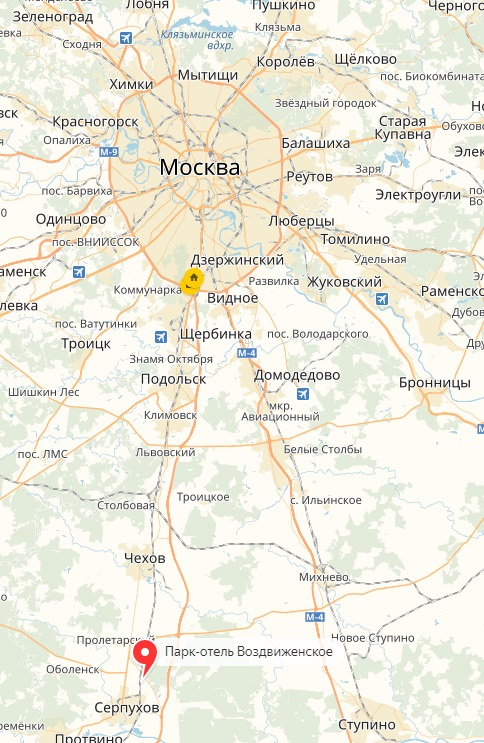 Лобня
Пушкино
Зеленоград
Черного
Сходня
Клязьминское
вдхр.
Клязьма
Королёв
Щёлково
Мытищи
пос. Биокомбината
Химки
Звёздный городок
Красногорск
Старая
Купавна
Обухово
Опалиха
М-9
Балашиха
Москва
Заря
Реутов
пос. Барвиха
Электроугли
Одинцово
Люберцы
пос. ВНИИССОК
Томилино
Дзержинский
Удельная
аменск
Развилка
Жуковский
Коммунарка
Раменско
Видное
левка
пос. Ватутинки
Щербинка
пос. Володарского
Троицк
Знамя Октября
М-4
Подольск
Домодедово
Бронницы
Шишкин Лес
мкр.
Авиационный
Климовск
Львовский
Белые Столбы
пос. ЛМС
Троицкое
с. Ильинское
Столбовая
Чехов
Михнево
М-4
Пролетарский
Новое Ступино
Парк-отель Воздвиженское
Оболенск
Серпухов
Ступино
Протвино